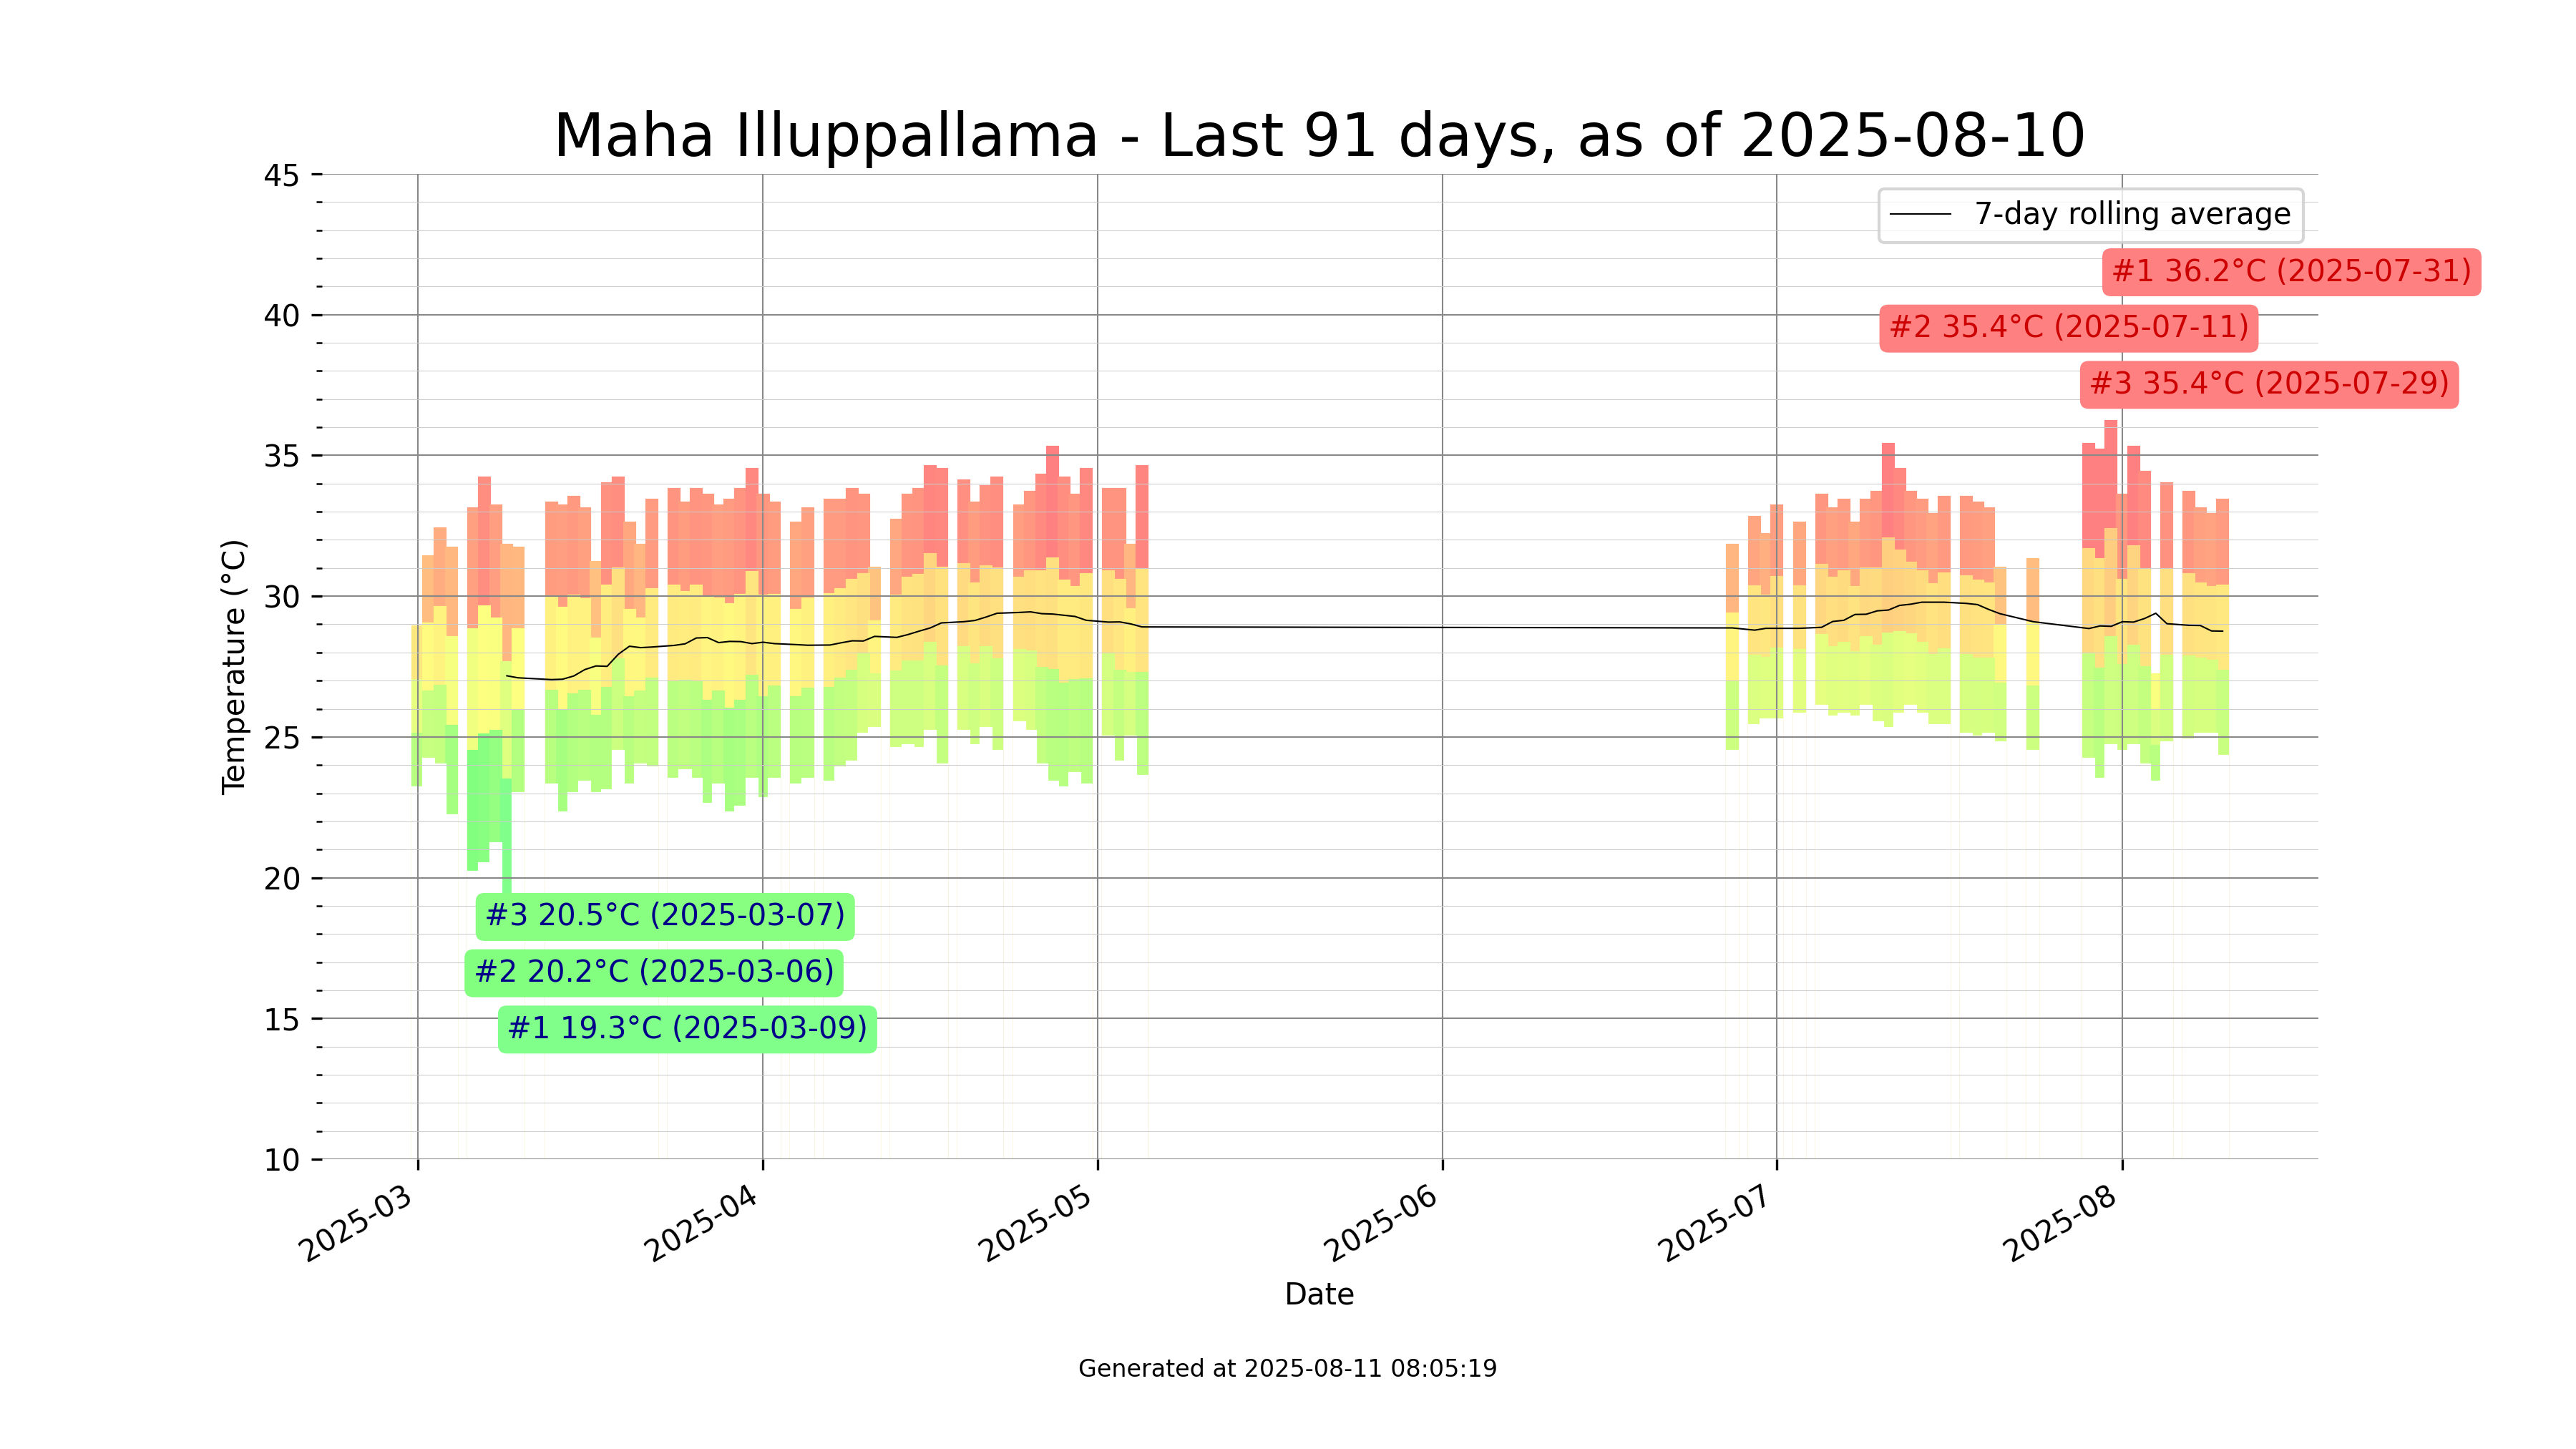 Maha Illuppallama - Last 91 days, as of 2025-08-10
45
40
35
30
25
20
15
10
Temperature (°C)
7-day rolling average
#1 36.2°C (2025-07-31)
#2 35.4°C (2025-07-11)
#3 35.4°C (2025-07-29)
#3 20.5°C (2025-03-07)
#2 20.2°C (2025-03-06)
#1 19.3°C (2025-03-09)
2025-03
2025-04
2025-05
2025-06
2025-07
2025-08
Date
Generated at 2025-08-11 08:05:19